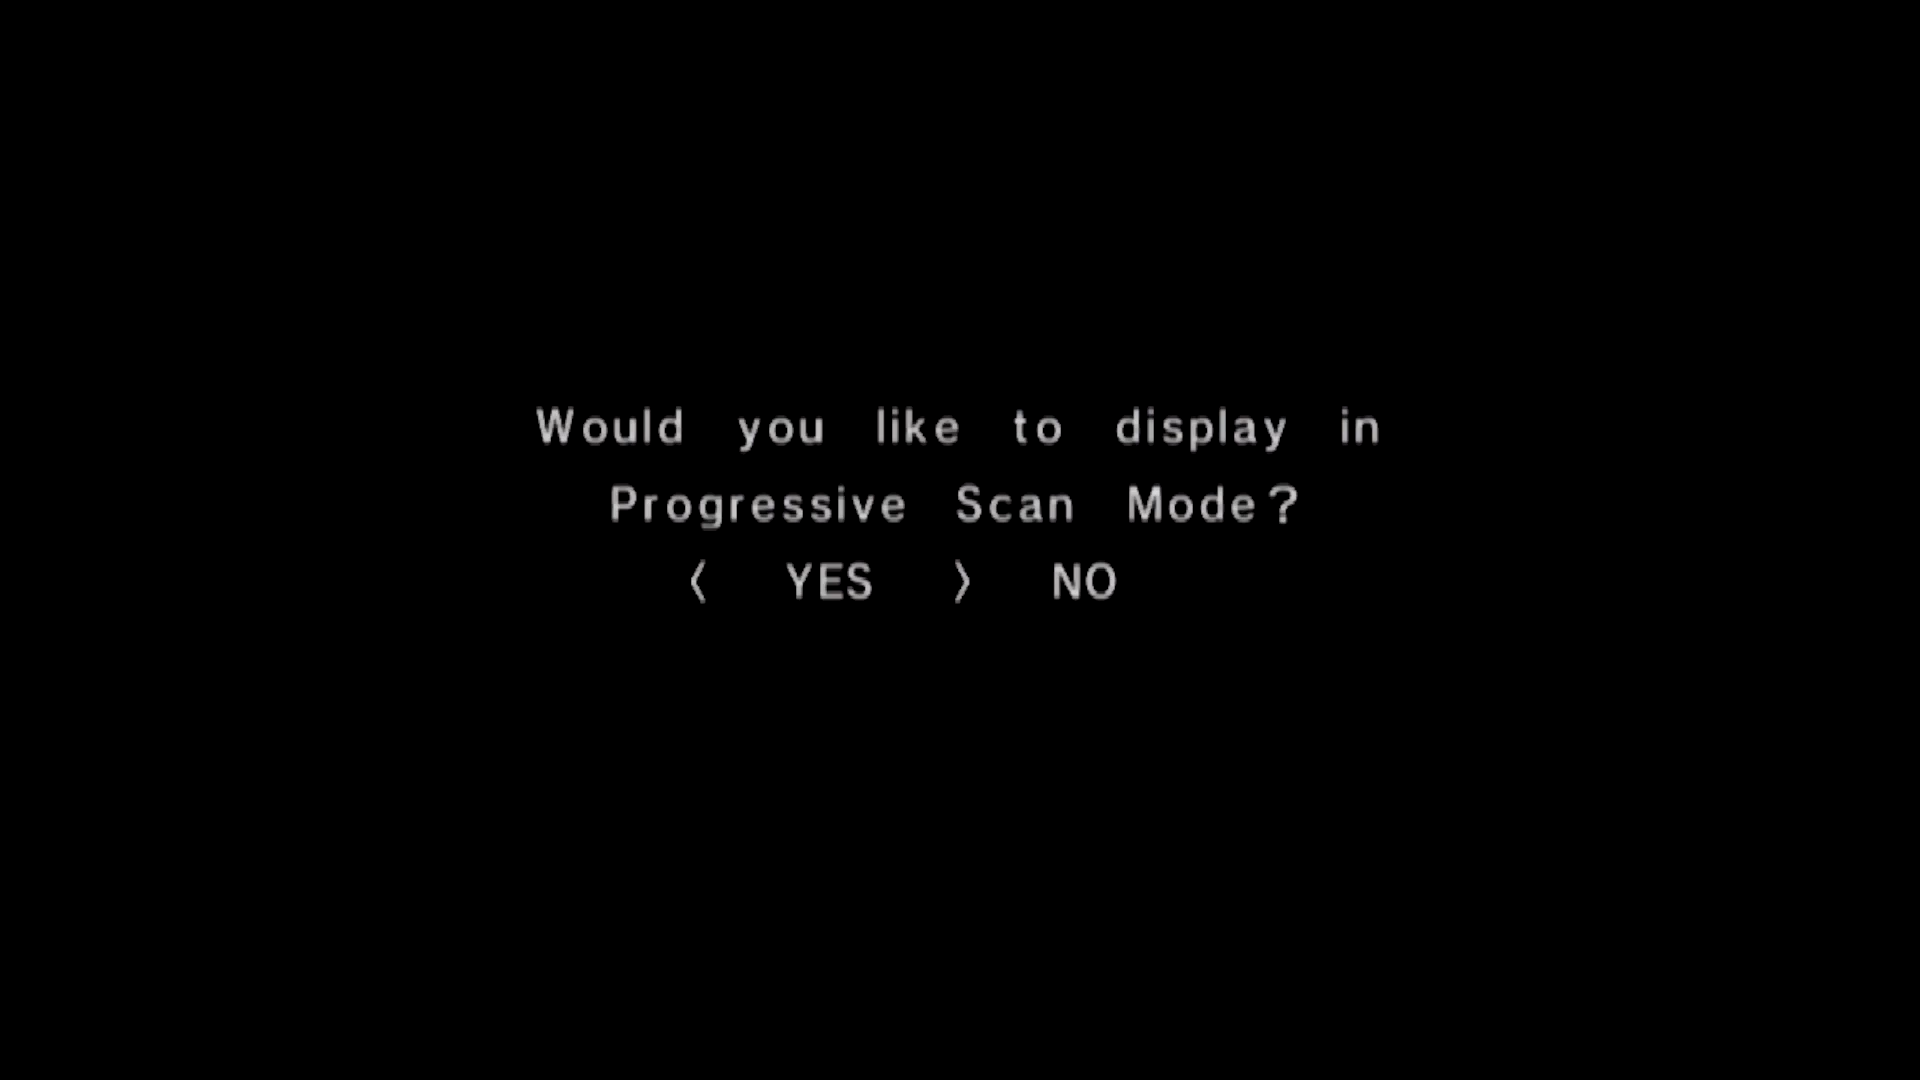 Would you like to display in
Progressive Scan Mode?
〈 YES 〉 NO